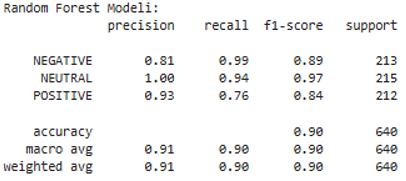 Random Forest Modeli:
precision recall f1-score support
NEGATIVE 0.81 0.99 0.89 213
NEUTRAL 1.00 0.94 0.97 215
POSITIVE 0.93 0.76 0.84 212
accuracy 0.90 640
macro avg 0.91 0.90 0.90 640
weighted avg 0.91 0.90 0.90 640